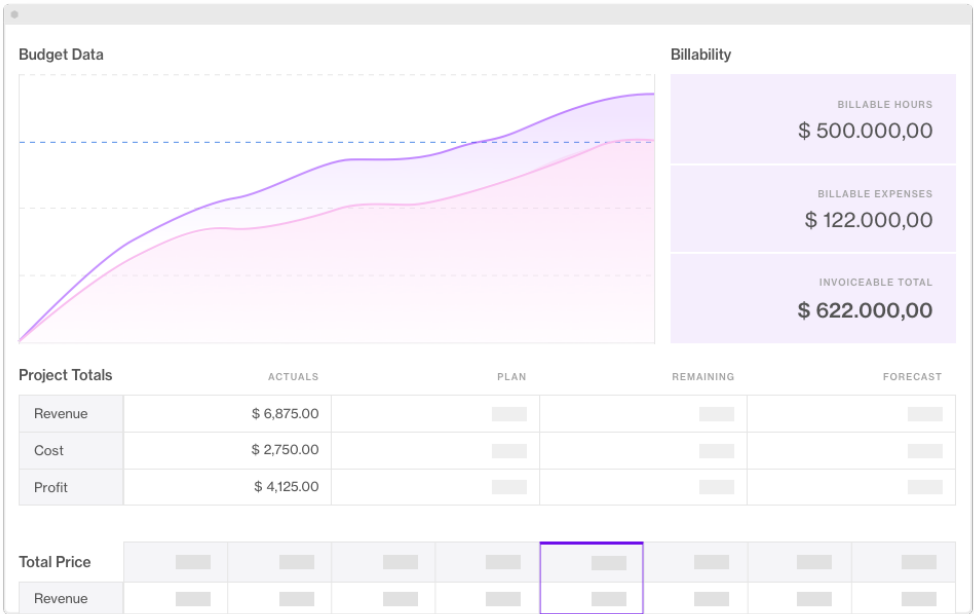 Budget Data
Billability
BILLABLE HOURS
$ 500.000,00
BILLABLE EXPENSES
$ 122.000,00
INVOICEABLE TOTAL
$ 622.000,00
Project Totals ACTUALS PLAN REMAINING FORECAST
Revenue $ 6,875.00
Cost $ 2,750.00
Profit $ 4,125.00
Total Price
Revenue